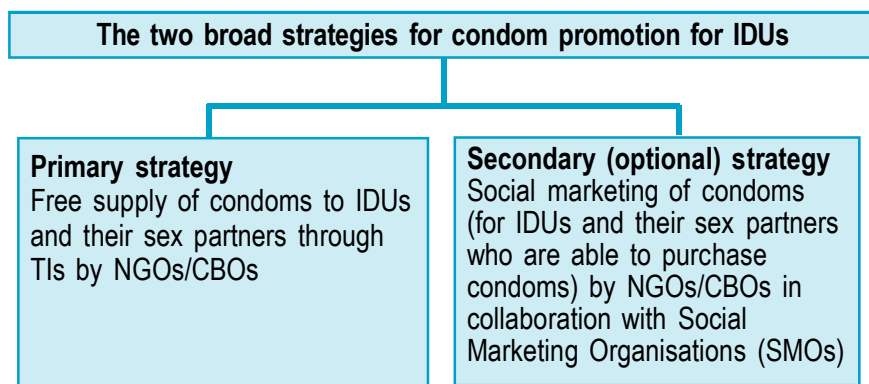 The two broad strategies for condom promotion for IDUs
Primary strategy
Free supply of condoms to IDUs
and their sex partners through
TIs by NGOs/CBOs
Secondary (optional) strategy
Social marketing of condoms
(for IDUs and their sex partners
who are able to purchase
condoms) by NGOs/CBOs in
collaboration with Social
Marketing Organisations (SMOs)